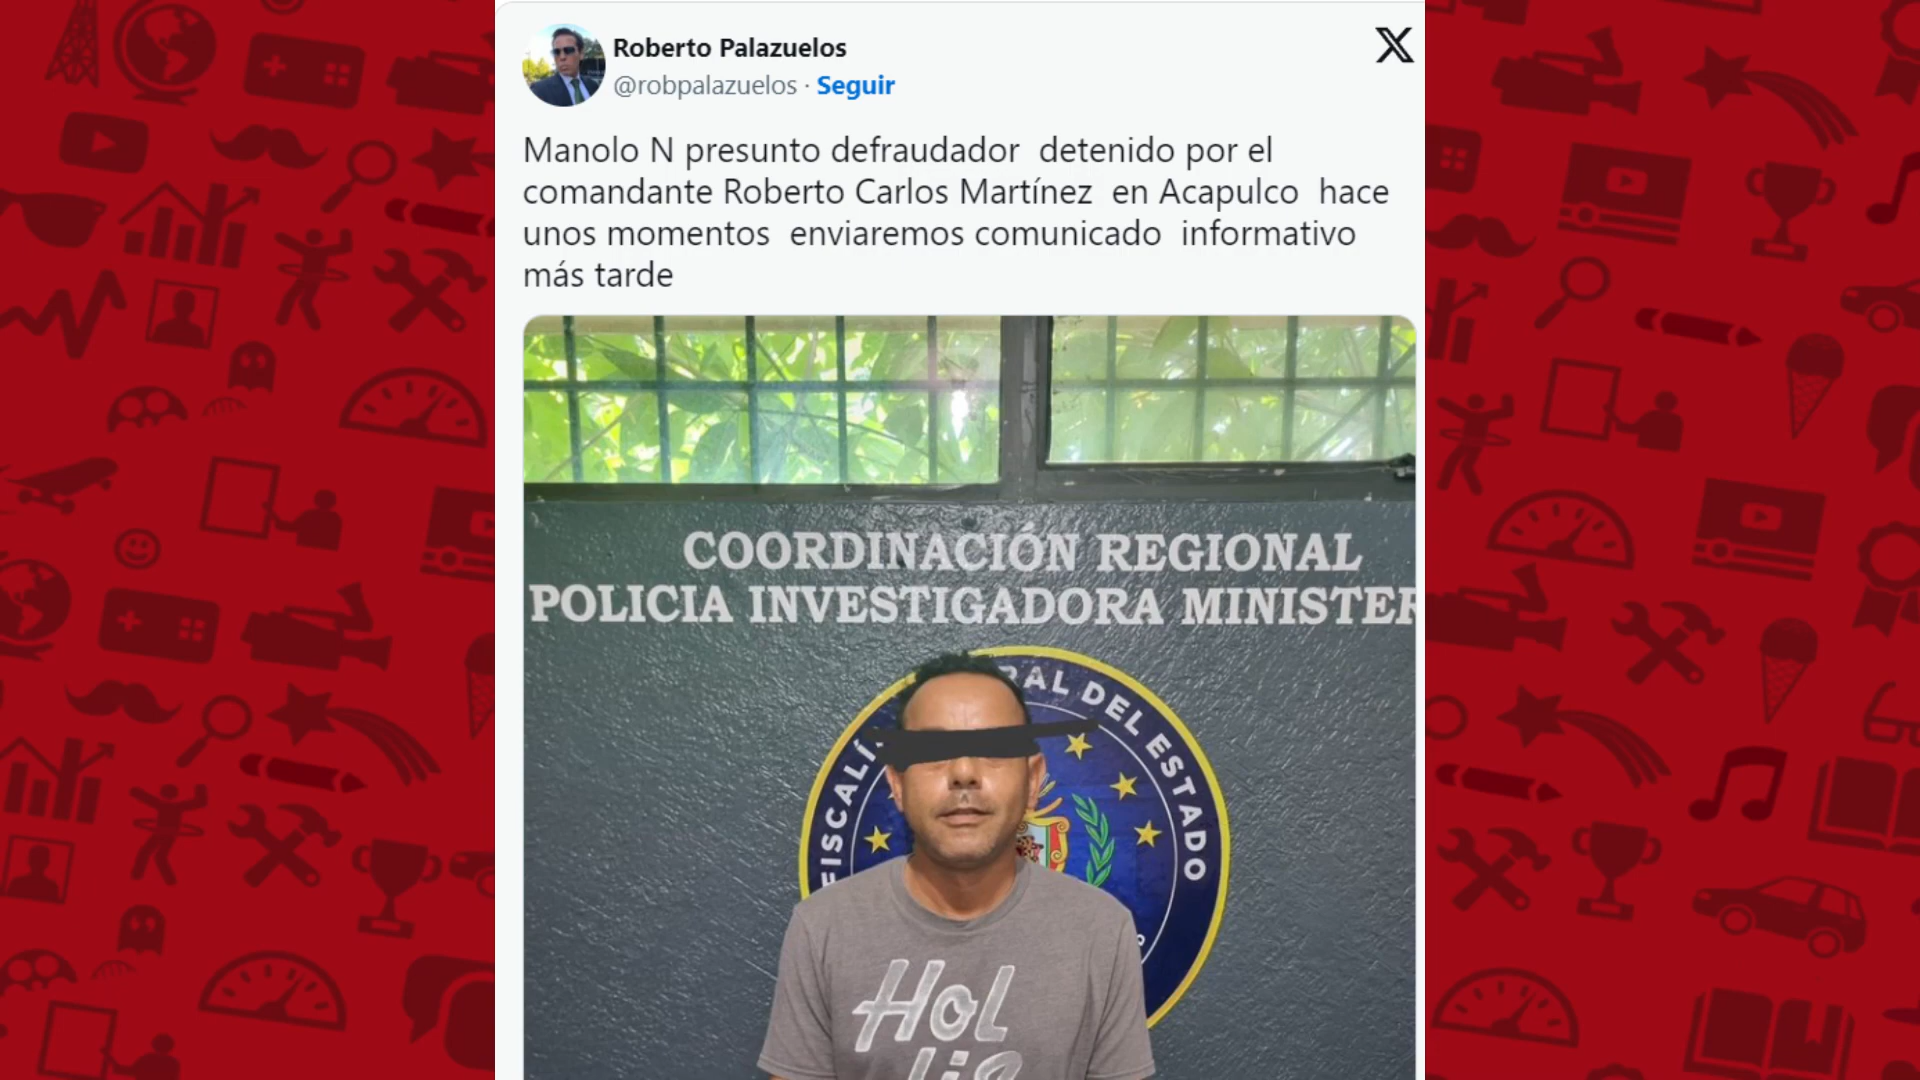 Roberto Palazuelos
@robpalazuelos · Seguir
Manolo N presunto defraudador detenido por el
comandante Roberto Carlos Martínez en Acapulco hace
unos momentos enviaremos comunicado informativo
más tarde
COORDINACIÓN REGIONAL
POLICIA INVESTIGADORA MINISTER
FISCALÍ RAL DEL ESTADO
Hol